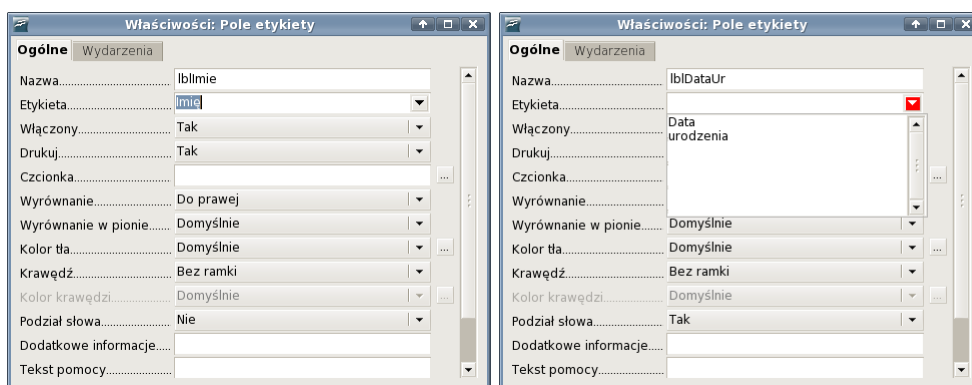 Właściwości: Pole etykiety
Ogólne Wydarzenia
Nazwa lblImie
Etykieta Imię
Włączony Tak
Drukuj Tak
Czcionka ...
Wyrównanie Do prawej
Wyrównanie w pionie Domyślnie
Kolor tła Domyślnie ...
Krawędź Bez ramki
Kolor krawędzi Domyślnie ...
Podział słowa Nie
Dodatkowe informacje
Tekst pomocy
Właściwości: Pole etykiety
Ogólne Wydarzenia
Nazwa lblDataUr
Etykieta
Data
urodzenia
Włączony
Drukuj
Czcionka ...
Wyrównanie
Wyrównanie w pionie Domyślnie
Kolor tła Domyślnie ...
Krawędź Bez ramki
Kolor krawędzi Domyślnie ...
Podział słowa Tak
Dodatkowe informacje
Tekst pomocy